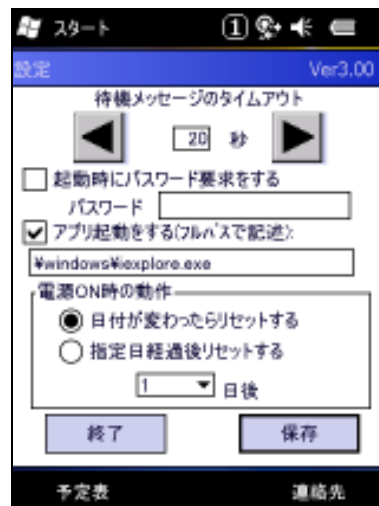 スタート 1
設定 Ver3.00
待機メッセージのタイムアウト
20 秒
起動時にパスワード要求をする
パスワード
アプリ起動をする(フルパスで記述):
¥windows¥iexplore.exe
電源ON時の動作
日付が変わったらリセットする
指定日経過後リセットする
1 日後
終了 保存
予定表 連絡先